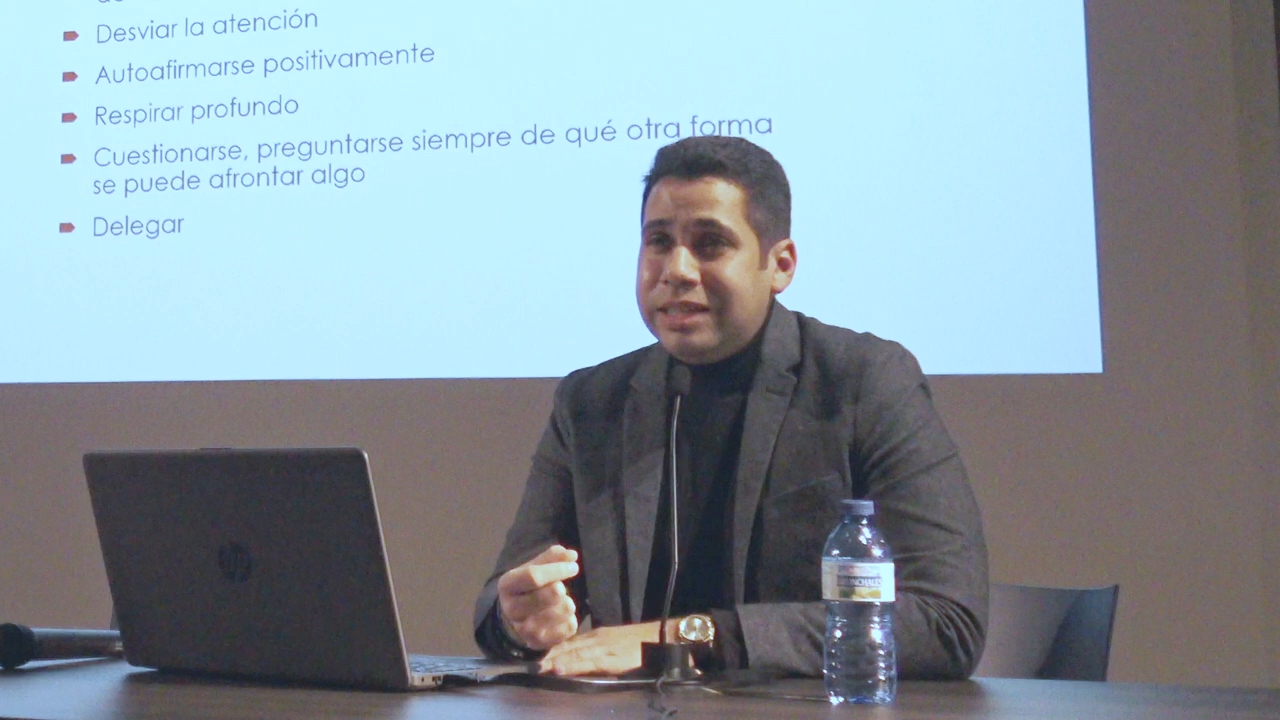 Desviar la atención
Autoafirmarse positivamente
Respirar profundo
Cuestionarse, preguntarse siempre de qué otra forma
se puede afrontar algo
Delegar
hp